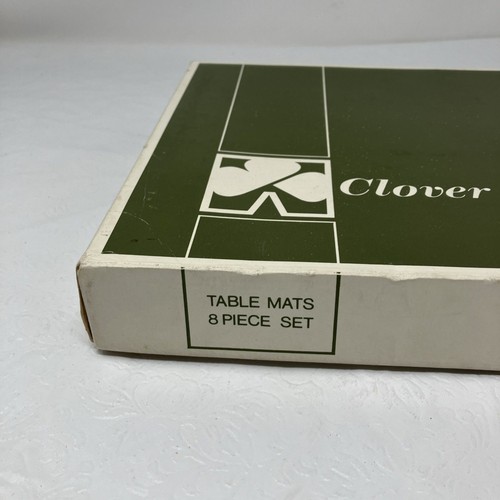 Clover
TABLE MATS
8 PIECE SET